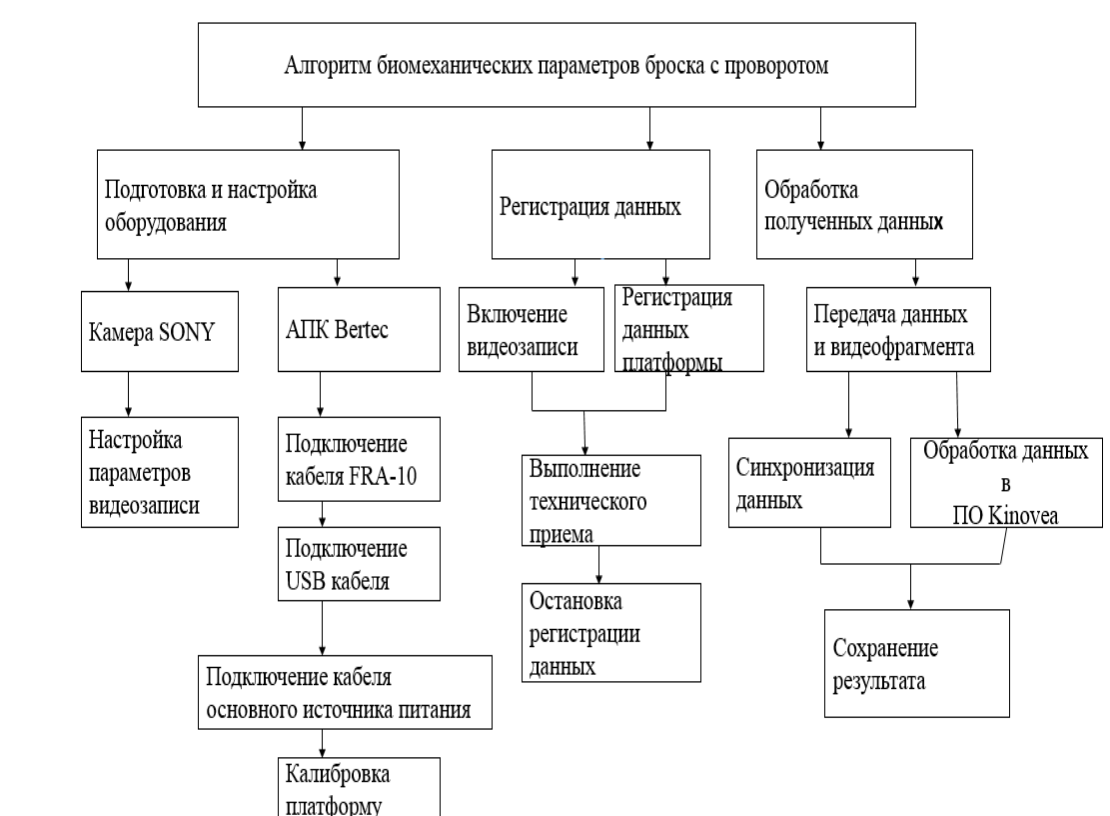 Алгоритм биомеханических параметров броска с проворотом
Подготовка и настройка
оборудования
Регистрация данных
Обработка
полученных данных
Камера SONY
АПК Bertec
Включение
видеозаписи
Регистрация
данных
платформы
Передача данных
и видеофрагмента
Настройка
параметров
видеозаписи
Подключение
кабеля FRA-10
Выполнение
технического
приема
Синхронизация
данных
Обработка данных
в
ПО Kinovea
Подключение
USB кабеля
Остановка
регистрации
данных
Сохранение
результата
Подключение кабеля
основного источника питания
Калибровка
платформу